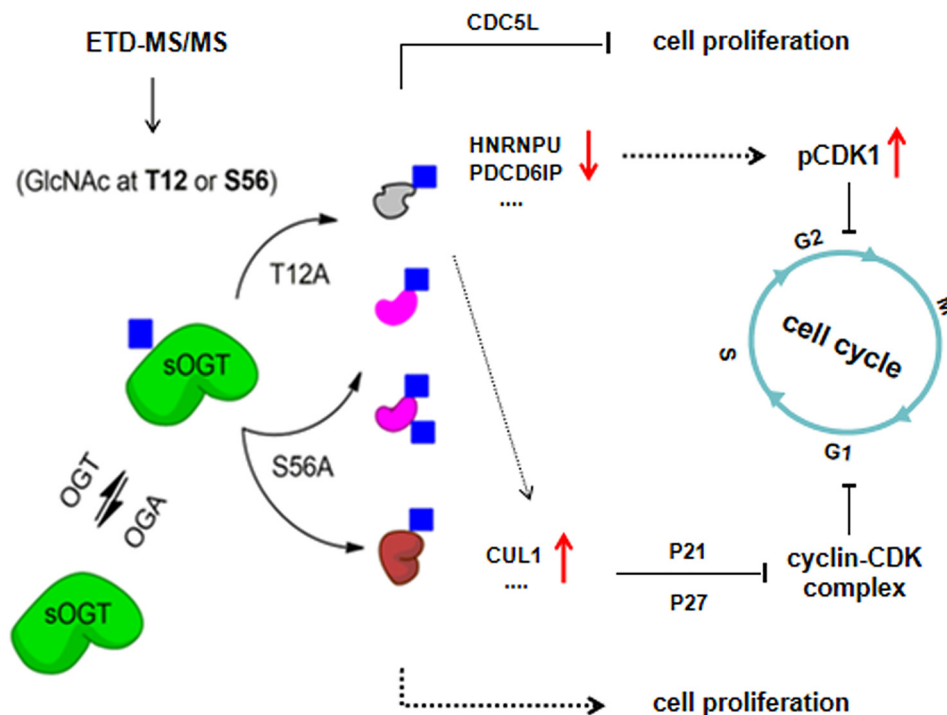 CDC5L
ETD-MS/MS
cell proliferation
HNRNPU
PDCD6IP
....
pCDK1
(GlcNAc at T12 or S56)
G2
T12A
M
cell cycle
S
sOGT
G1
S56A
OGT
OGA
CUL1
....
P21
P27
cyclin-CDK
complex
sOGT
cell proliferation